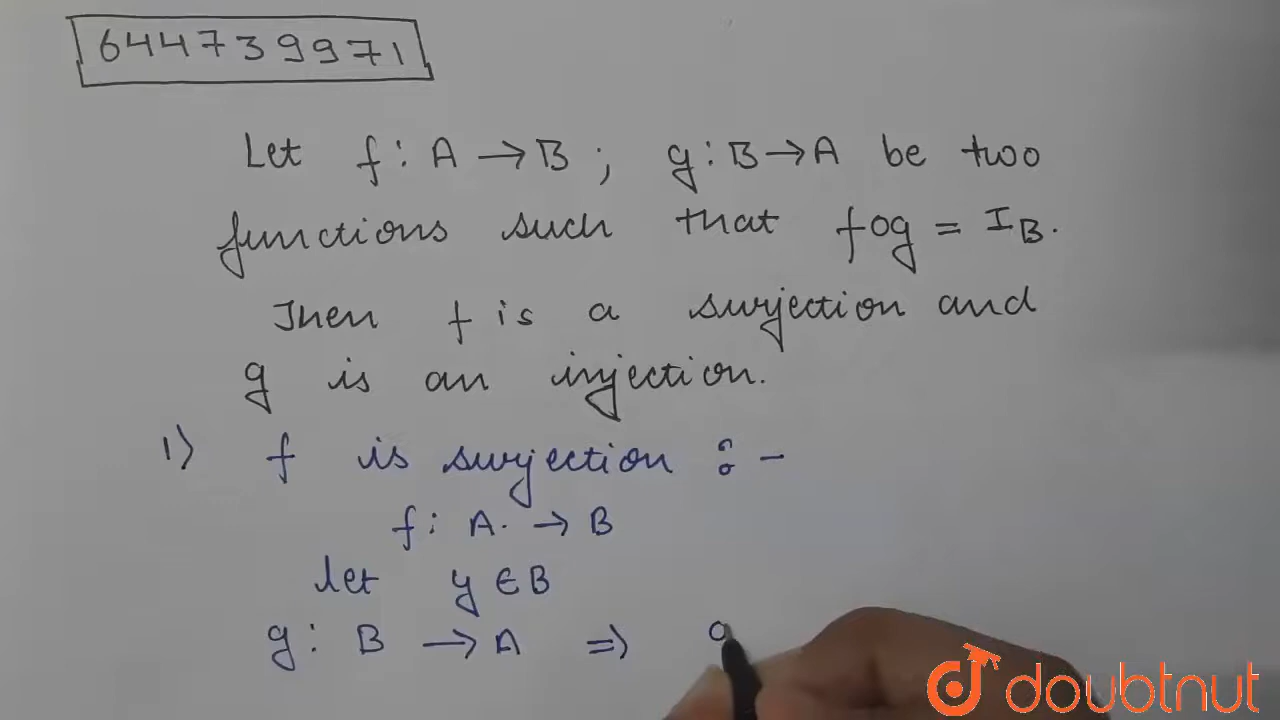 644739971
Let f : A → B ; g : B → A be two
functions such that fog = I_B.
Then f is a surjection and
g is an injection.
1) f is surjection : -
f : A. → B
let y ∈ B
g : B → A ⇒ g
doubtnut